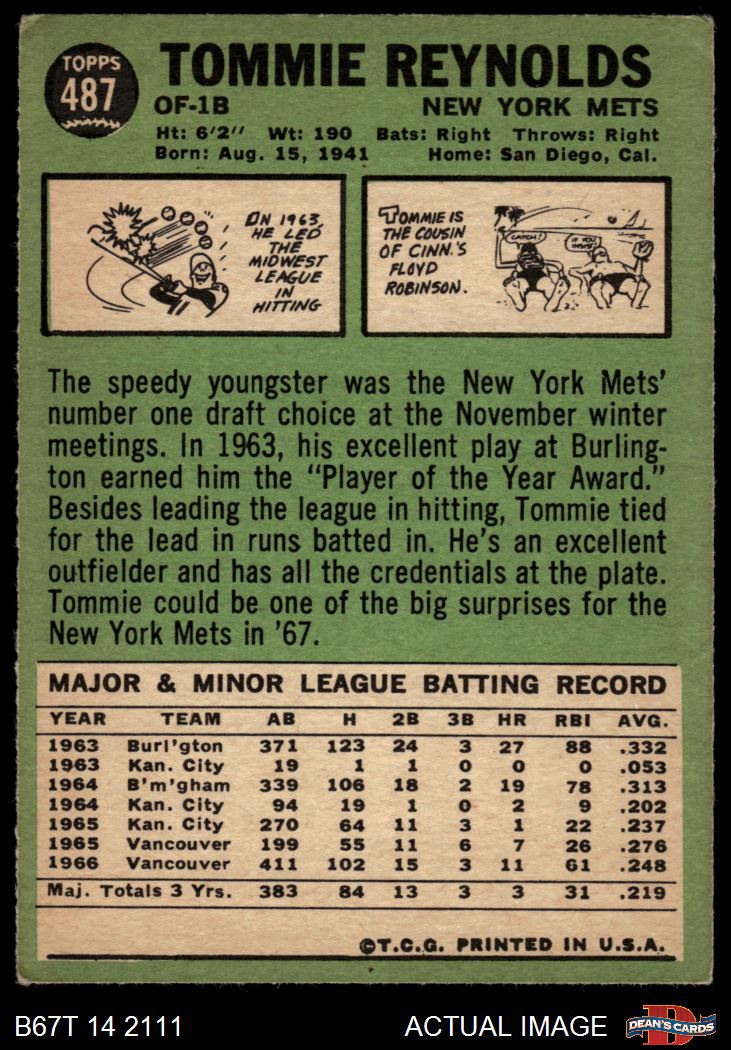 TOPPS
487
TOMMIE REYNOLDS
OF-1B NEW YORK METS
Ht: 6'2" Wt: 190 Bats: Right Throws: Right
Born: Aug. 15, 1941 Home: San Diego, Cal.
IN 1963,
HE LED
THE
MIDWEST
LEAGUE
IN
HITTING
TOMMIE IS
THE COUSIN
OF CINN.'S
FLOYD
ROBINSON.
CATCH!
IF YOU
INSIST!
The speedy youngster was the New York Mets'
number one draft choice at the November winter
meetings. In 1963, his excellent play at Burling-
ton earned him the "Player of the Year Award."
Besides leading the league in hitting, Tommie tied
for the lead in runs batted in. He's an excellent
outfielder and has all the credentials at the plate.
Tommie could be one of the big surprises for the
New York Mets in '67.
MAJOR & MINOR LEAGUE BATTING RECORD
YEAR TEAM AB H 2B 3B HR RBI AVG.
1963 Burl'gton 371 123 24 3 27 88 .332
1963 Kan. City 19 1 1 0 0 0 .053
1964 B'm'gham 339 106 18 2 19 78 .313
1964 Kan. City 94 19 1 0 2 9 .202
1965 Kan. City 270 64 11 3 1 22 .237
1965 Vancouver 199 55 11 6 7 26 .276
1966 Vancouver 411 102 15 3 11 61 .248
Maj. Totals 3 Yrs. 383 84 13 3 3 31 .219
©T.C.G. PRINTED IN U.S.A.
B67T 14 2111 ACTUAL IMAGE
D
DEAN'S CARDS